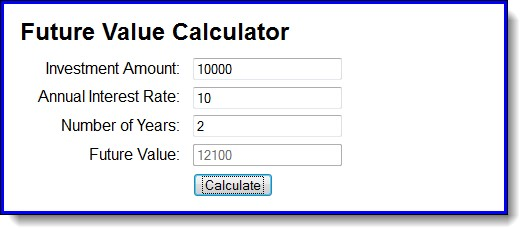 Future Value Calculator
Investment Amount: 10000
Annual Interest Rate: 10
Number of Years: 2
Future Value: 12100
Calculate